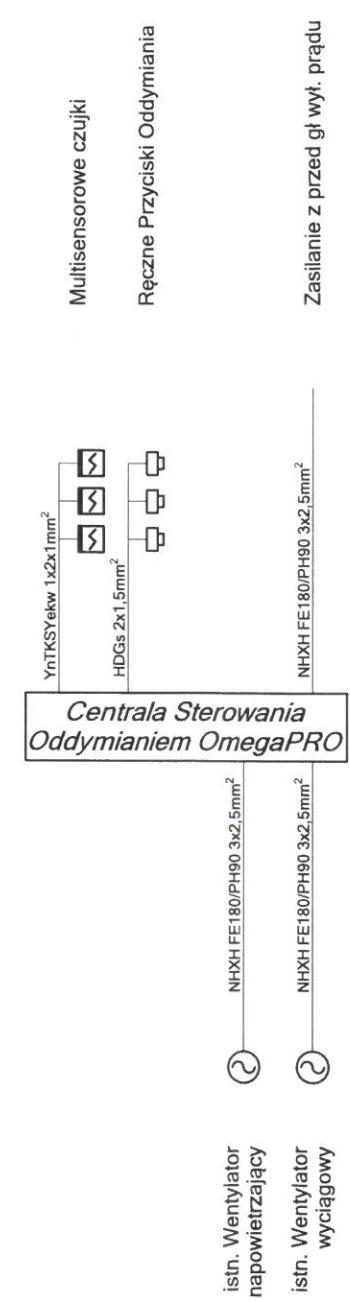 Multisensorowe czujki
Ręczne Przyciski Oddymiania
Zasilanie z przed gł wył. prądu
YnTKSYekw 1x2x1mm²
HDGs 2x1,5mm²
NHXH FE180/PH90 3x2,5mm²
Centrala Sterowania
Oddymianiem OmegaPRO
NHXH FE180/PH90 3x2,5mm²
NHXH FE180/PH90 3x2,5mm²
istn. Wentylator
napowietrzający
istn. Wentylator
wyciągowy